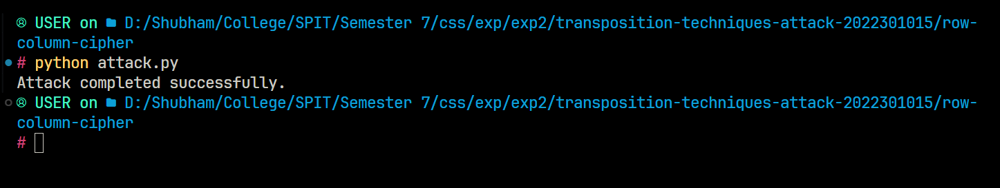 USER on D:/Shubham/College/SPIT/Semester 7/css/exp/exp2/transposition-techniques-attack-2022301015/row-
column-cipher
# python attack.py
Attack completed successfully.
USER on D:/Shubham/College/SPIT/Semester 7/css/exp/exp2/transposition-techniques-attack-2022301015/row-
column-cipher
#